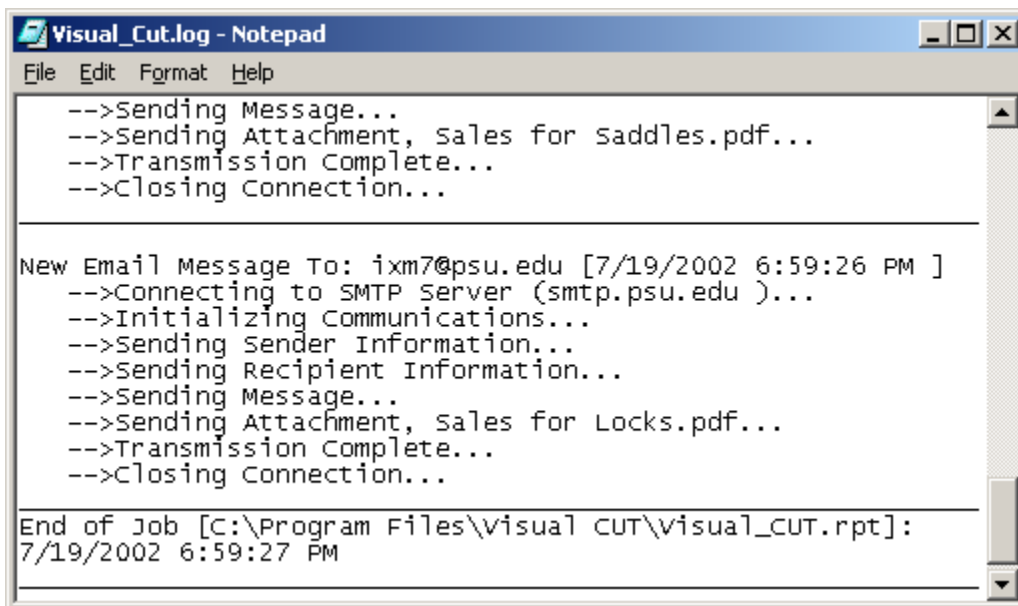 Visual_Cut.log - Notepad
File Edit Format Help
-->Sending Message...
-->Sending Attachment, Sales for Saddles.pdf...
-->Transmission Complete...
-->Closing Connection...
New Email Message To: ixm7@psu.edu [7/19/2002 6:59:26 PM ]
-->Connecting to SMTP Server (smtp.psu.edu )...
-->Initializing Communications...
-->Sending Sender Information...
-->Sending Recipient Information...
-->Sending Message...
-->Sending Attachment, Sales for Locks.pdf...
-->Transmission Complete...
-->Closing Connection...
End of Job [C:\Program Files\Visual CUT\Visual_CUT.rpt]:
7/19/2002 6:59:27 PM